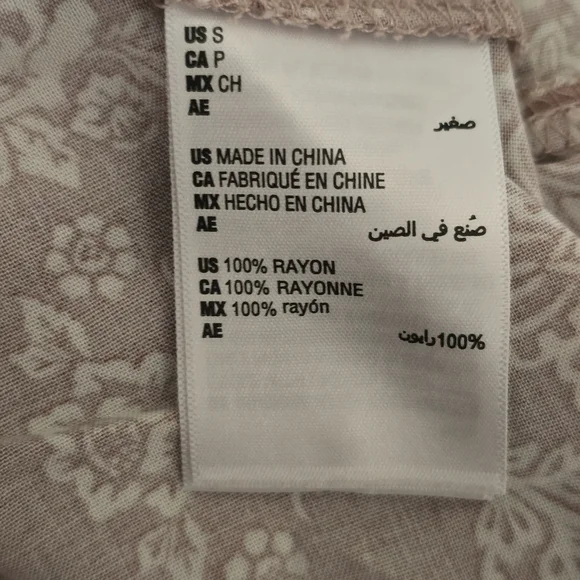 US S
CA P
MX CH
AE
صغير
US MADE IN CHINA
CA FABRIQUÉ EN CHINE
MX HECHO EN CHINA
AE صُنع في الصين
US 100% RAYON
CA 100% RAYONNE
MX 100% rayón
AE
100% رايون